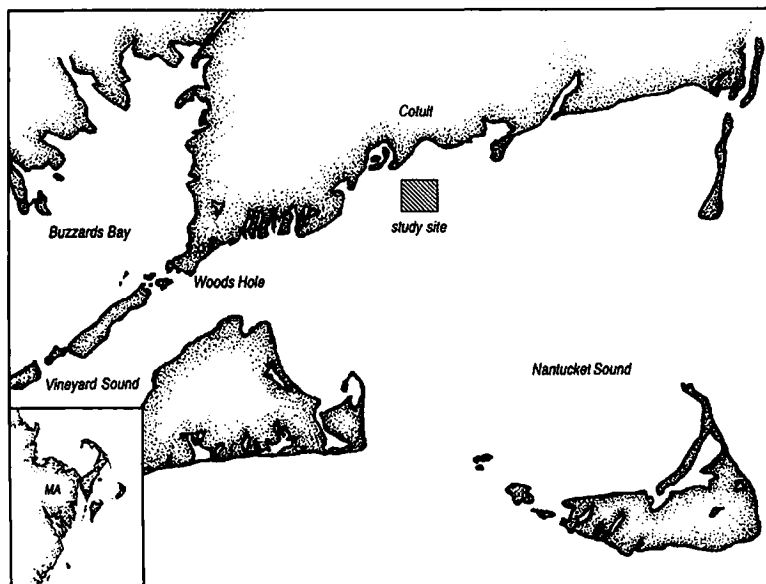 Cotuit
study site
Buzzards Bay
Woods Hole
Vineyard Sound
Nantucket Sound
MA